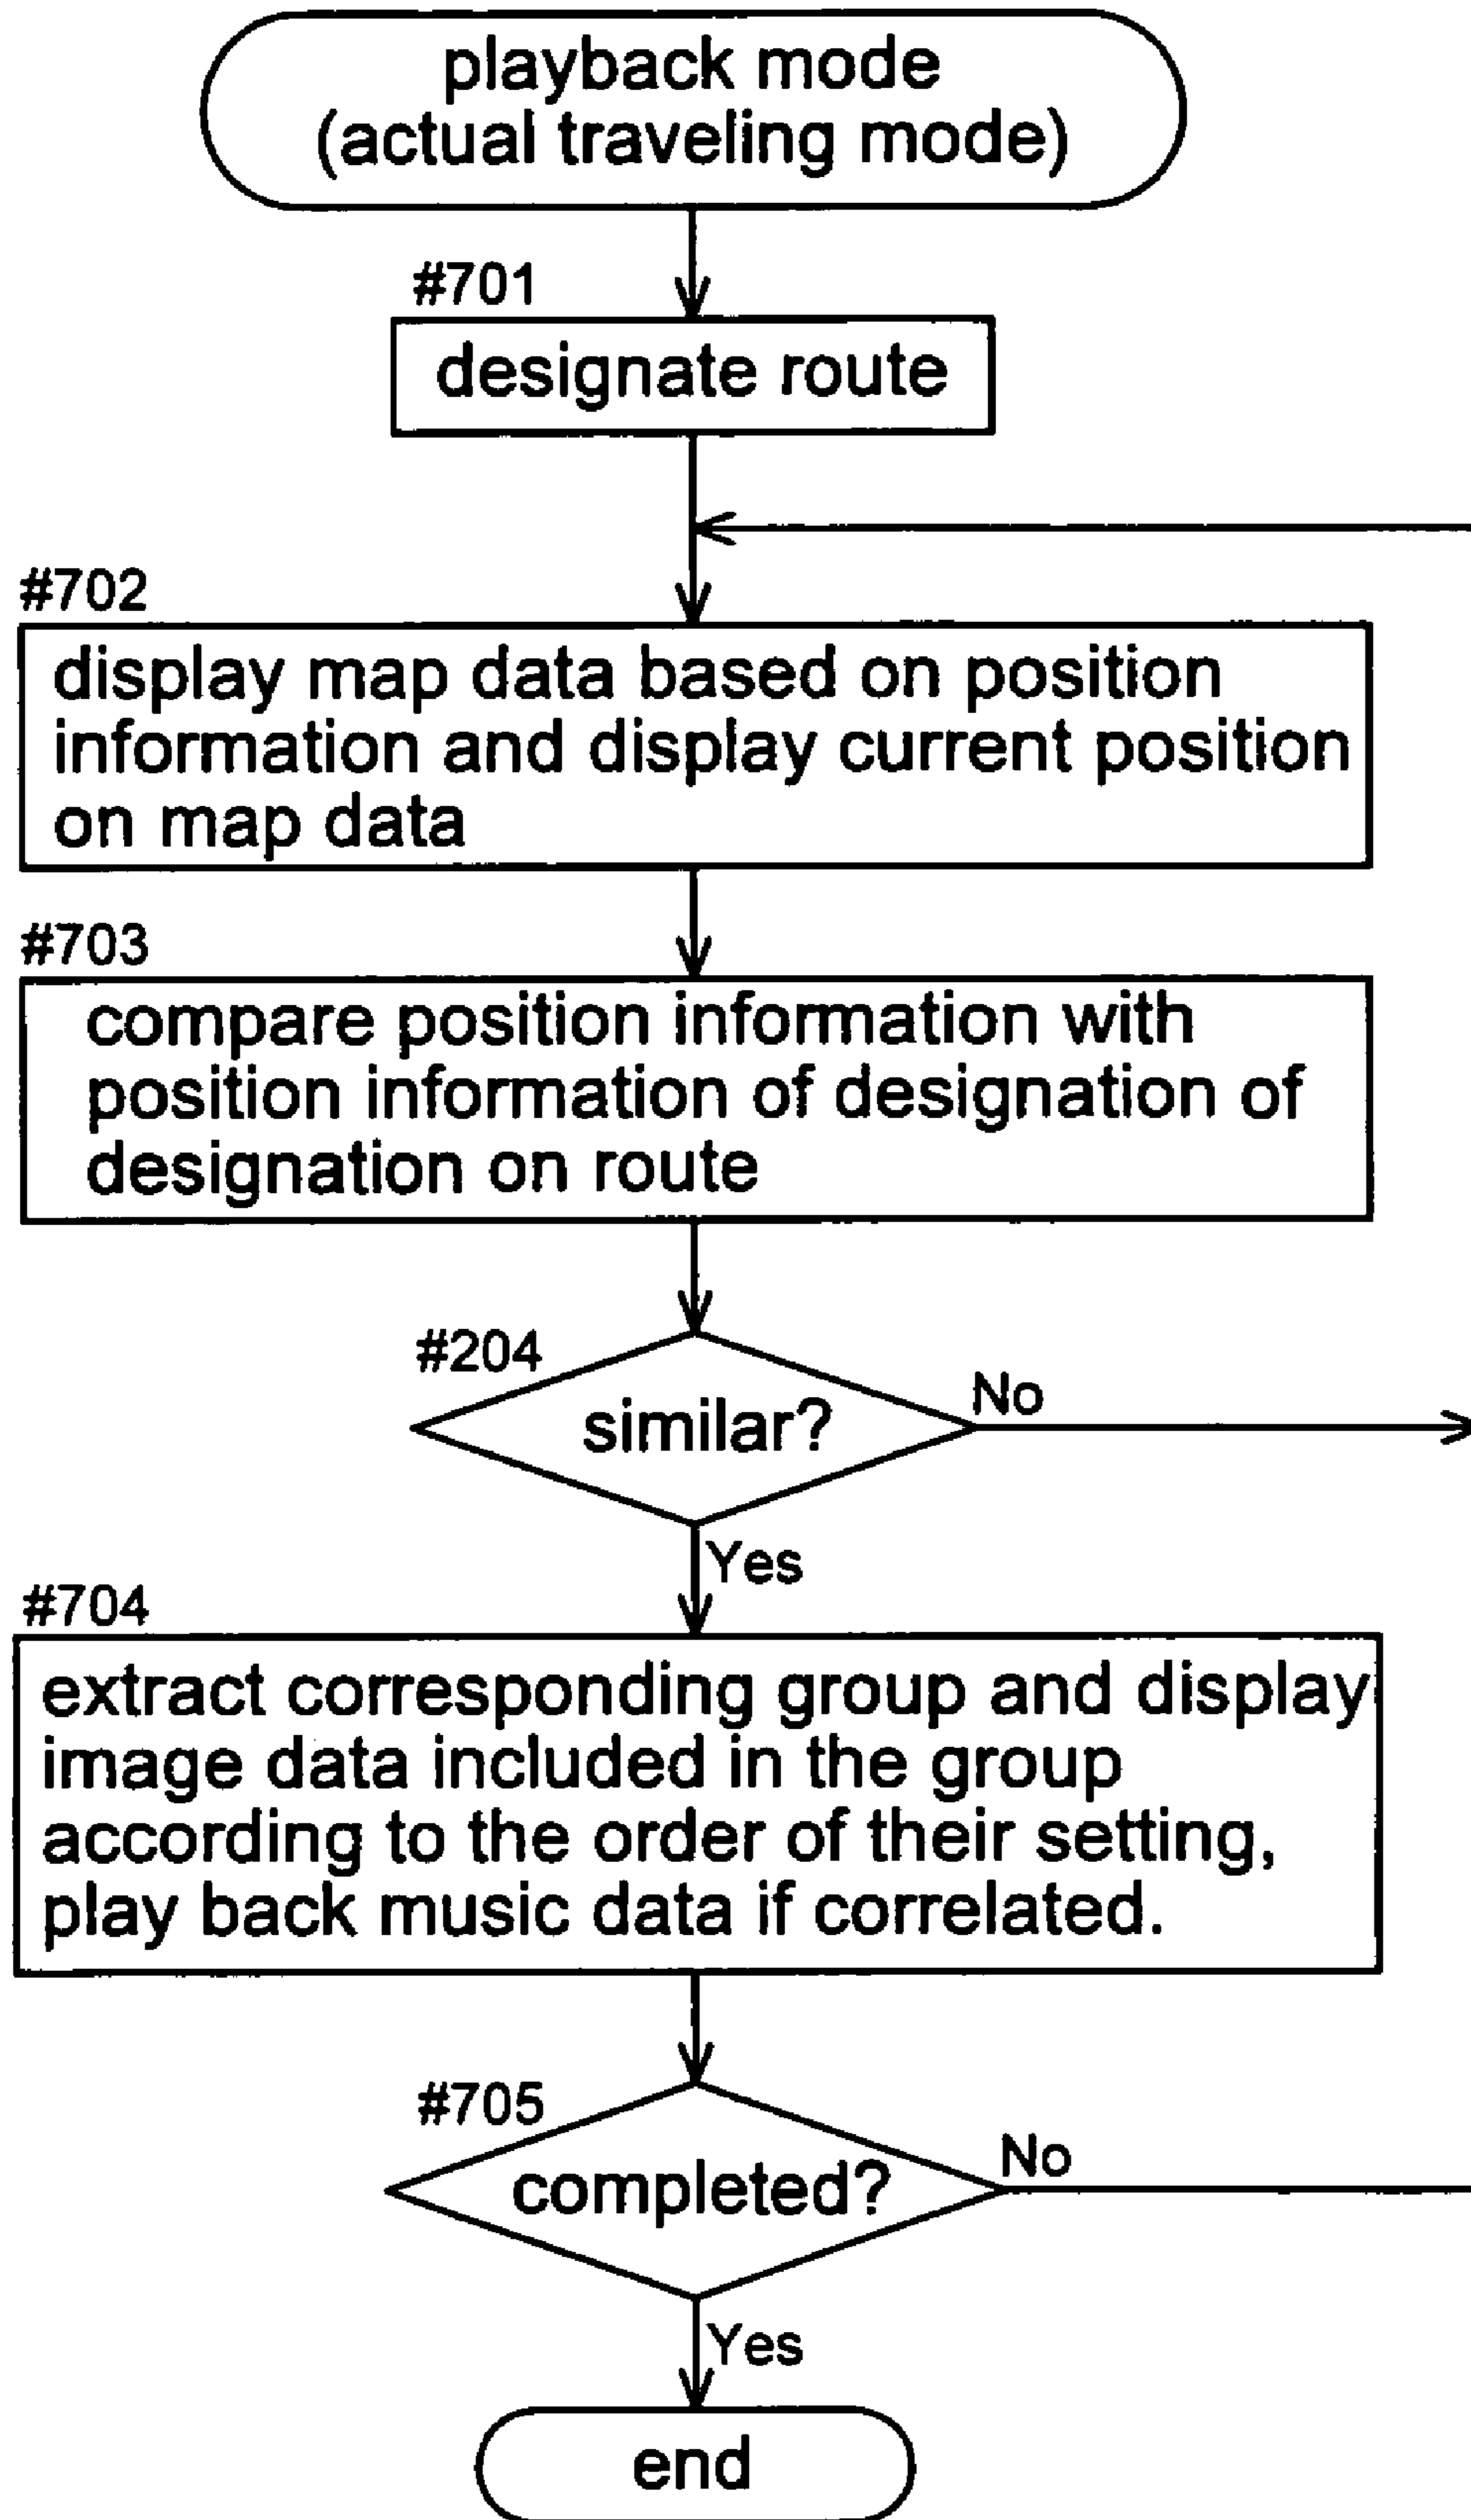 playback mode
(actual traveling mode)
#701
designate route
#702
display map data based on position
information and display current position
on map data
#703
compare position information with
position information of designation of
designation on route
#204
similar?
No
Yes
#704
extract corresponding group and display
image data included in the group
according to the order of their setting,
play back music data if correlated.
#705
completed?
No
Yes
end